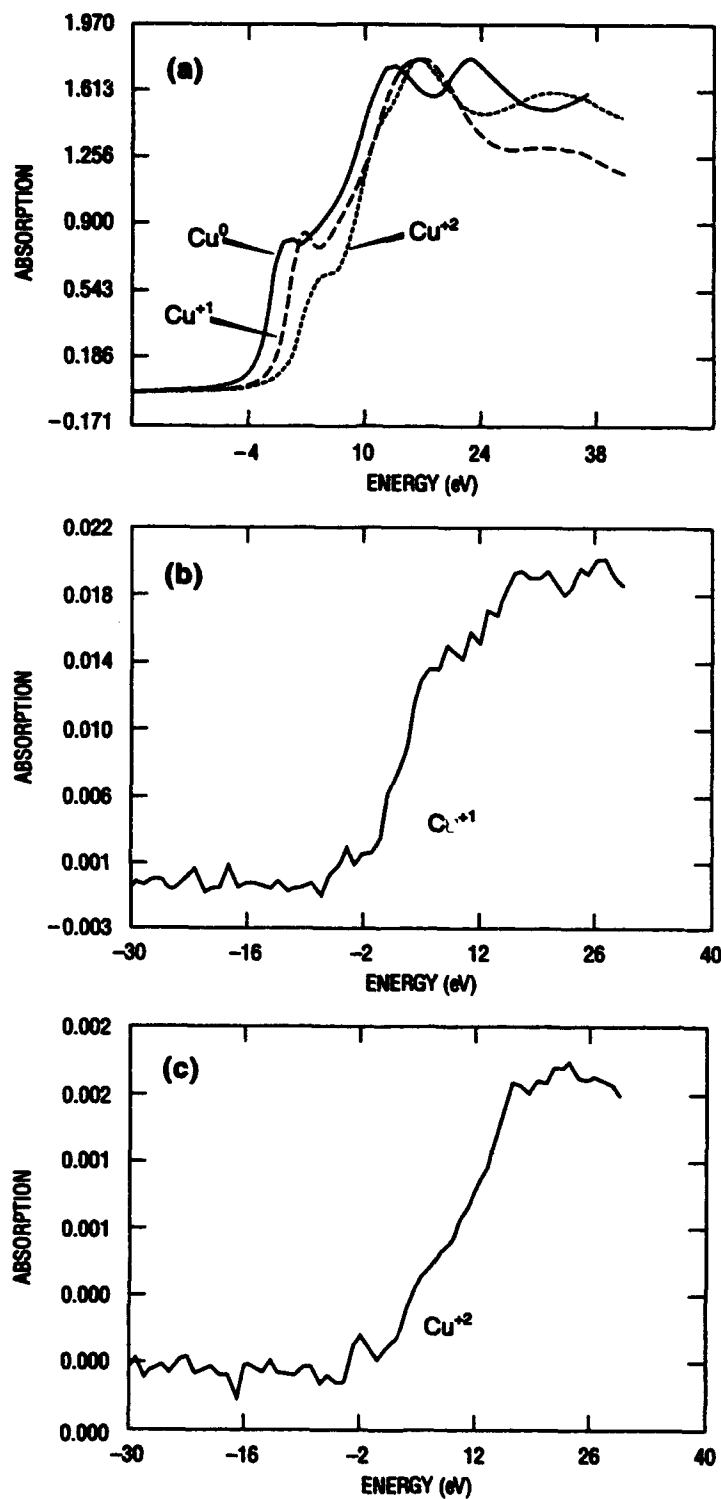 1.970
(a)
1.613
1.256
ABSORPTION
0.900
Cu0
Cu+2
0.543
Cu+1
0.186
−0.171
−4 10 24 38
ENERGY (eV)
0.022
(b)
0.018
0.014
ABSORPTION
0.010
0.006
0.001
−0.003
−30 −16 −2 12 26 40
ENERGY (eV)
0.002
(c)
0.002
0.001
ABSORPTION
0.001
0.000
Cu+2
0.000
0.000
−30 −16 −2 12 26 40
ENERGY (eV)